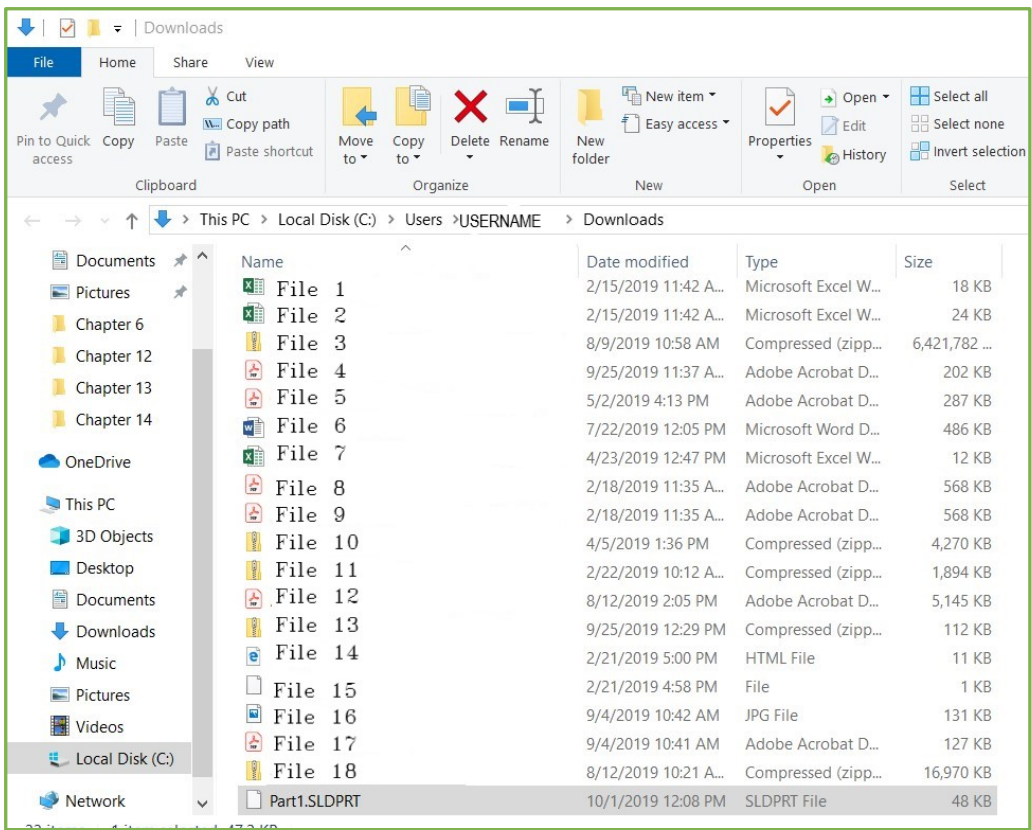 Downloads
File Home Share View
Pin to Quick access
Copy
Paste
Cut
Copy path
Paste shortcut
Clipboard
Move to
Copy to
Delete
Rename
Organize
New folder
New item
Easy access
New
Properties
Open
Edit
History
Open
Select all
Select none
Invert selection
Select
This PC > Local Disk (C:) > Users > USERNAME > Downloads
Documents
Pictures
Chapter 6
Chapter 12
Chapter 13
Chapter 14
OneDrive
This PC
3D Objects
Desktop
Documents
Downloads
Music
Pictures
Videos
Local Disk (C:)
Network
Name Date modified Type Size
File 1 2/15/2019 11:42 A... Microsoft Excel W... 18 KB
File 2 2/15/2019 11:42 A... Microsoft Excel W... 24 KB
File 3 8/9/2019 10:58 AM Compressed (zipp... 6,421,782 ...
File 4 9/25/2019 11:37 A... Adobe Acrobat D... 202 KB
File 5 5/2/2019 4:13 PM Adobe Acrobat D... 287 KB
File 6 7/22/2019 12:05 PM Microsoft Word D... 486 KB
File 7 4/23/2019 12:47 PM Microsoft Excel W... 12 KB
File 8 2/18/2019 11:35 A... Adobe Acrobat D... 568 KB
File 9 2/18/2019 11:35 A... Adobe Acrobat D... 568 KB
File 10 4/5/2019 1:36 PM Compressed (zipp... 4,270 KB
File 11 2/22/2019 10:12 A... Compressed (zipp... 1,894 KB
File 12 8/12/2019 2:05 PM Adobe Acrobat D... 5,145 KB
File 13 9/25/2019 12:29 PM Compressed (zipp... 112 KB
File 14 2/21/2019 5:00 PM HTML File 11 KB
File 15 2/21/2019 4:58 PM File 1 KB
File 16 9/4/2019 10:42 AM JPG File 131 KB
File 17 9/4/2019 10:41 AM Adobe Acrobat D... 127 KB
File 18 8/12/2019 10:21 A... Compressed (zipp... 16,970 KB
Part1.SLDPRT 10/1/2019 12:08 PM SLDPRT File 48 KB